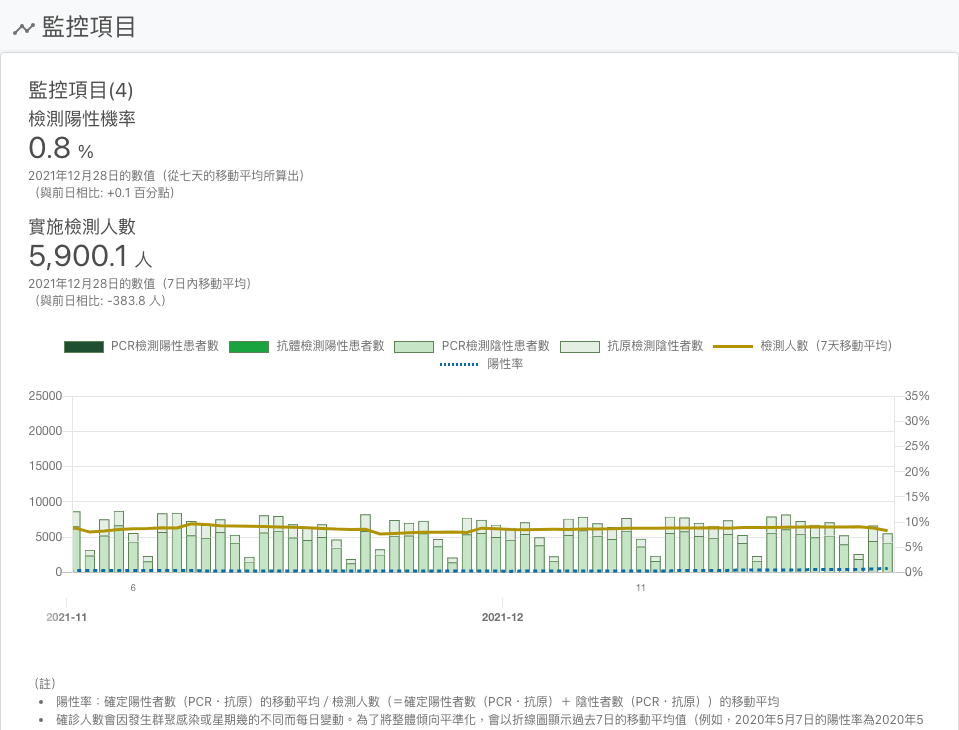 監控項目
監控項目(4)
檢測陽性機率
0.8 %
2021年12月28日的數值（從七天的移動平均所算出）
（與前日相比: +0.1 百分點）
實施檢測人數
5,900.1 人
2021年12月28日的數值（7日內移動平均）
（與前日相比: -383.8 人）
PCR檢測陽性患者數 抗體檢測陽性患者數 PCR檢測陰性患者數 抗原檢測陰性者數 檢測人數（7天移動平均）
陽性率
25000 35%
30%
20000
25%
15000 20%
15%
10000
10%
5000
5%
0 0%
6 11
2021-11 2021-12
（註）
• 陽性率：確定陽性者數（PCR・抗原）的移動平均 / 檢測人數（＝確定陽性者數（PCR・抗原）＋ 陰性者數（PCR・抗原））的移動平均
• 確診人數會因發生群聚感染或星期幾的不同而每日變動。為了將整體傾向平準化，會以折線圖顯示過去7日的移動平均值（例如，2020年5月7日的陽性率為2020年5